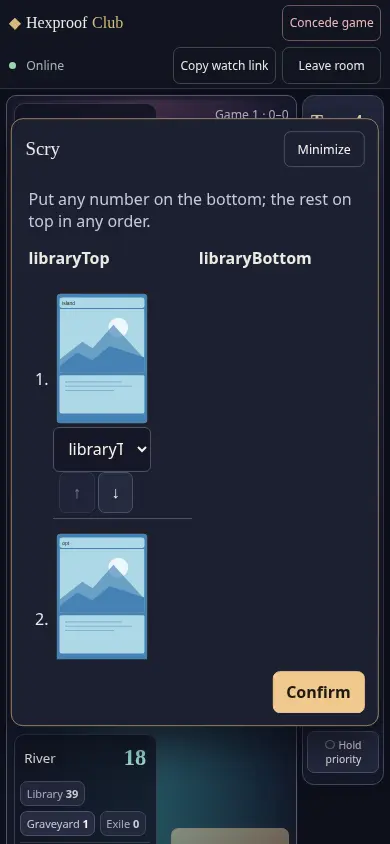 Hexproof Club
Concede game
Online
Copy watch link
Leave room
Game 1 · 0–0
Scry
Minimize
Put any number on the bottom; the rest on
top in any order.
libraryTop
libraryBottom
island
1.
↑
↓
opt
2.
Confirm
River
18
Library 39
Graveyard 1
Exile 0
Hold
priority